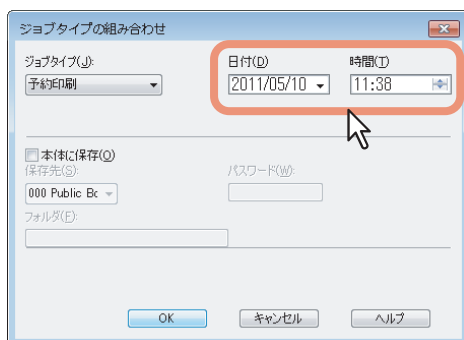 ジョブタイプの組み合わせ
ジョブタイプ(J):
日付(D)
時間(T)
予約印刷
2011/05/10
11:38
本体に保存(O)
保存先(S):
パスワード(W):
000 Public Bc
フォルダ(F):
OK
キャンセル
ヘルプ